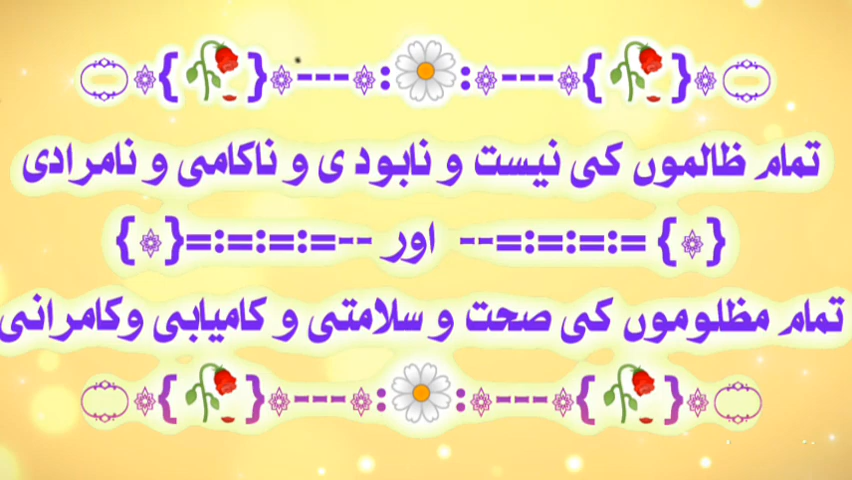 تمام ظالموں کی نیست و نابود ی و ناکامی و نامرادی
{۞} =:=:=:=-- اور --=:=:=:={۞}
تمام مظلوموں کی صحت و سلامتی و کامیابی وکامرانی